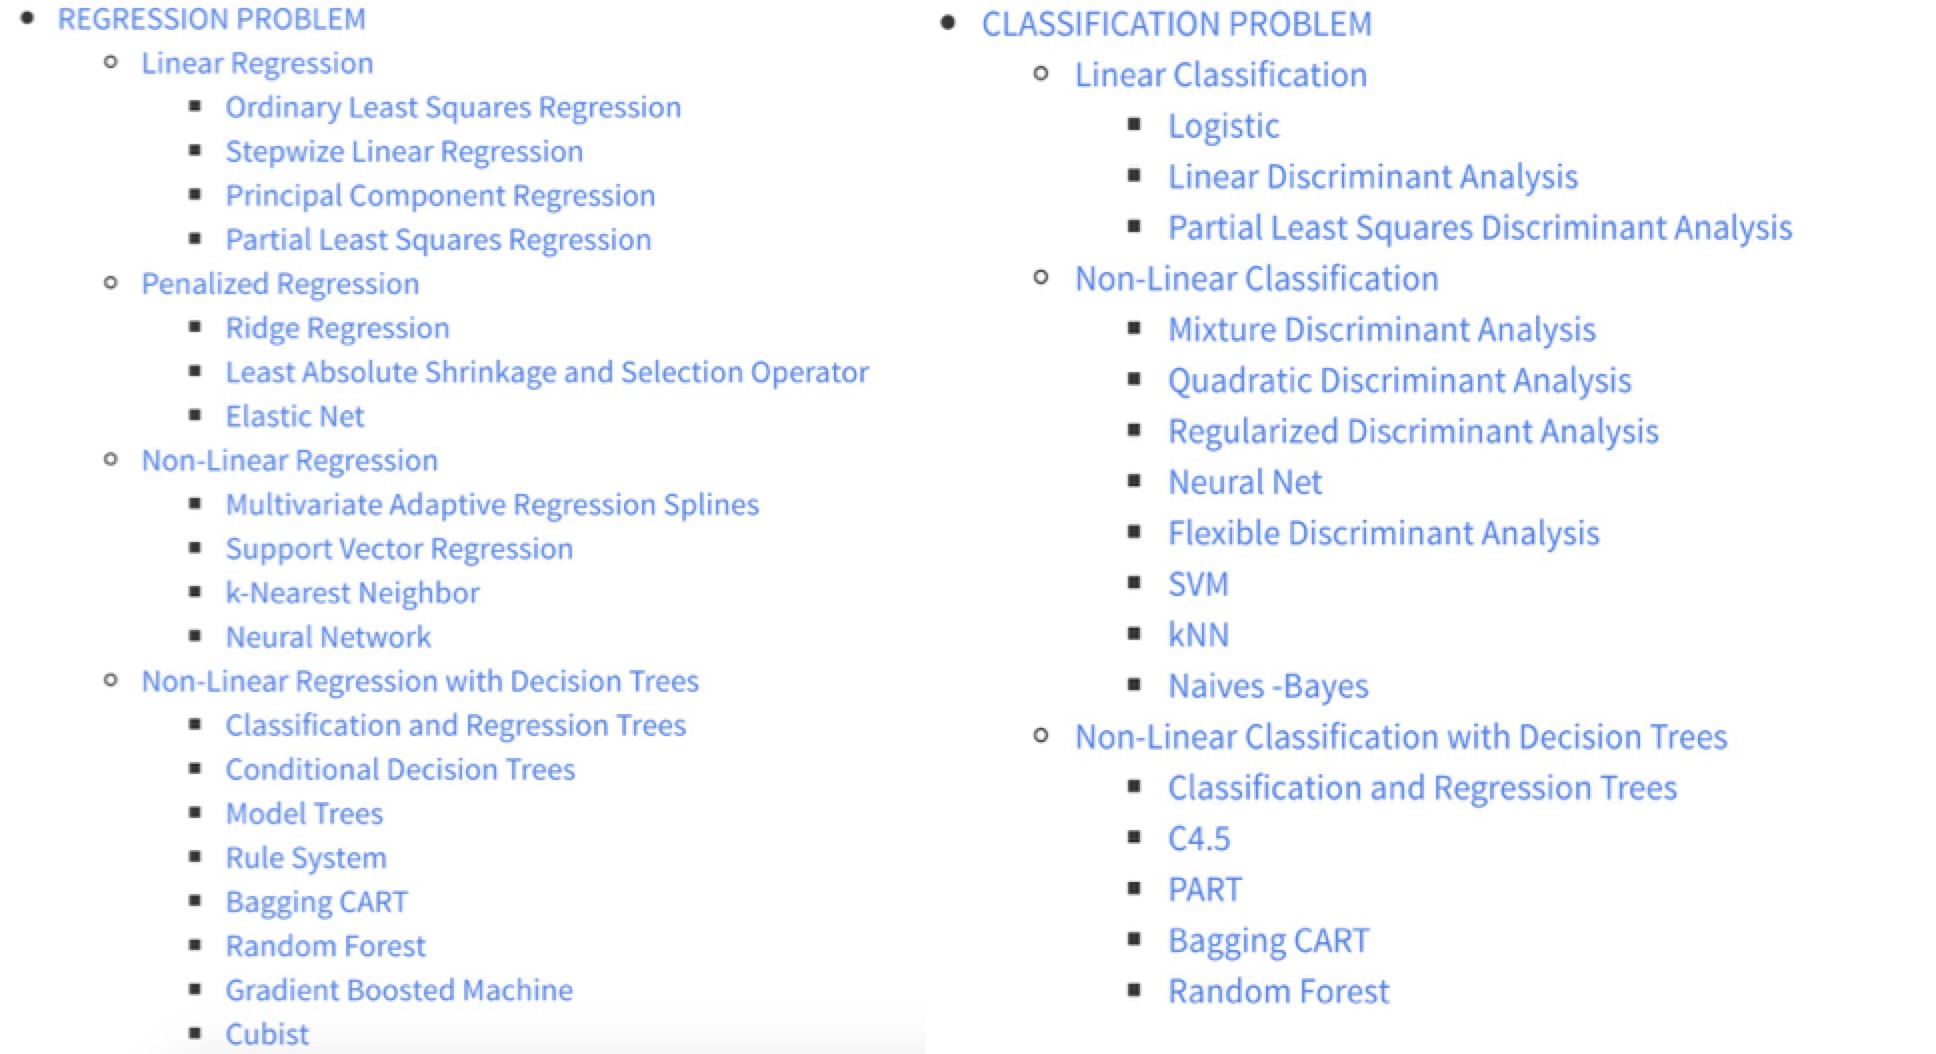 REGRESSION PROBLEM
Linear Regression
Ordinary Least Squares Regression
Stepwize Linear Regression
Principal Component Regression
Partial Least Squares Regression
Penalized Regression
Ridge Regression
Least Absolute Shrinkage and Selection Operator
Elastic Net
Non-Linear Regression
Multivariate Adaptive Regression Splines
Support Vector Regression
k-Nearest Neighbor
Neural Network
Non-Linear Regression with Decision Trees
Classification and Regression Trees
Conditional Decision Trees
Model Trees
Rule System
Bagging CART
Random Forest
Gradient Boosted Machine
Cubist
CLASSIFICATION PROBLEM
Linear Classification
Logistic
Linear Discriminant Analysis
Partial Least Squares Discriminant Analysis
Non-Linear Classification
Mixture Discriminant Analysis
Quadratic Discriminant Analysis
Regularized Discriminant Analysis
Neural Net
Flexible Discriminant Analysis
SVM
kNN
Naives -Bayes
Non-Linear Classification with Decision Trees
Classification and Regression Trees
C4.5
PART
Bagging CART
Random Forest